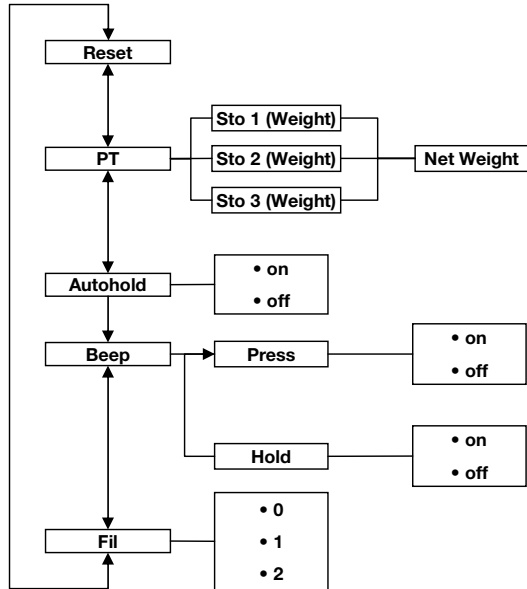 Reset
Sto 1 (Weight)
PT
Sto 2 (Weight)
Net Weight
Sto 3 (Weight)
Autohold
• on
• off
Beep
Press
• on
• off
Hold
• on
• off
Fil
• 0
• 1
• 2